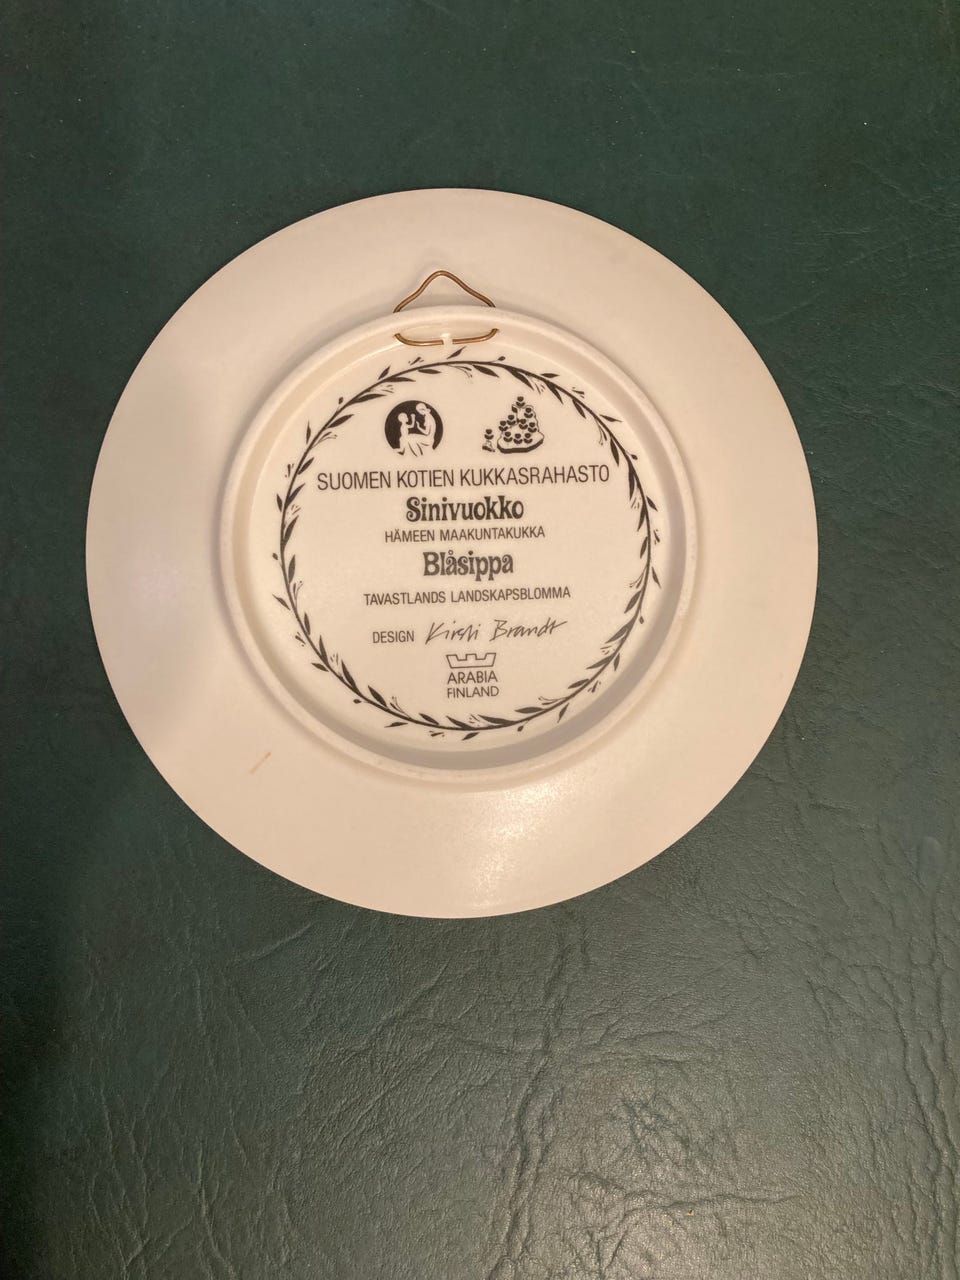 SUOMEN KOTIEN KUKKASRAHASTO
Sinivuokko
HÄMEEN MAAKUNTAKUKKA
Blåsippa
TAVASTLANDS LANDSKAPSBLOMMA
DESIGN Kirsti Brandt
ARABIA
FINLAND